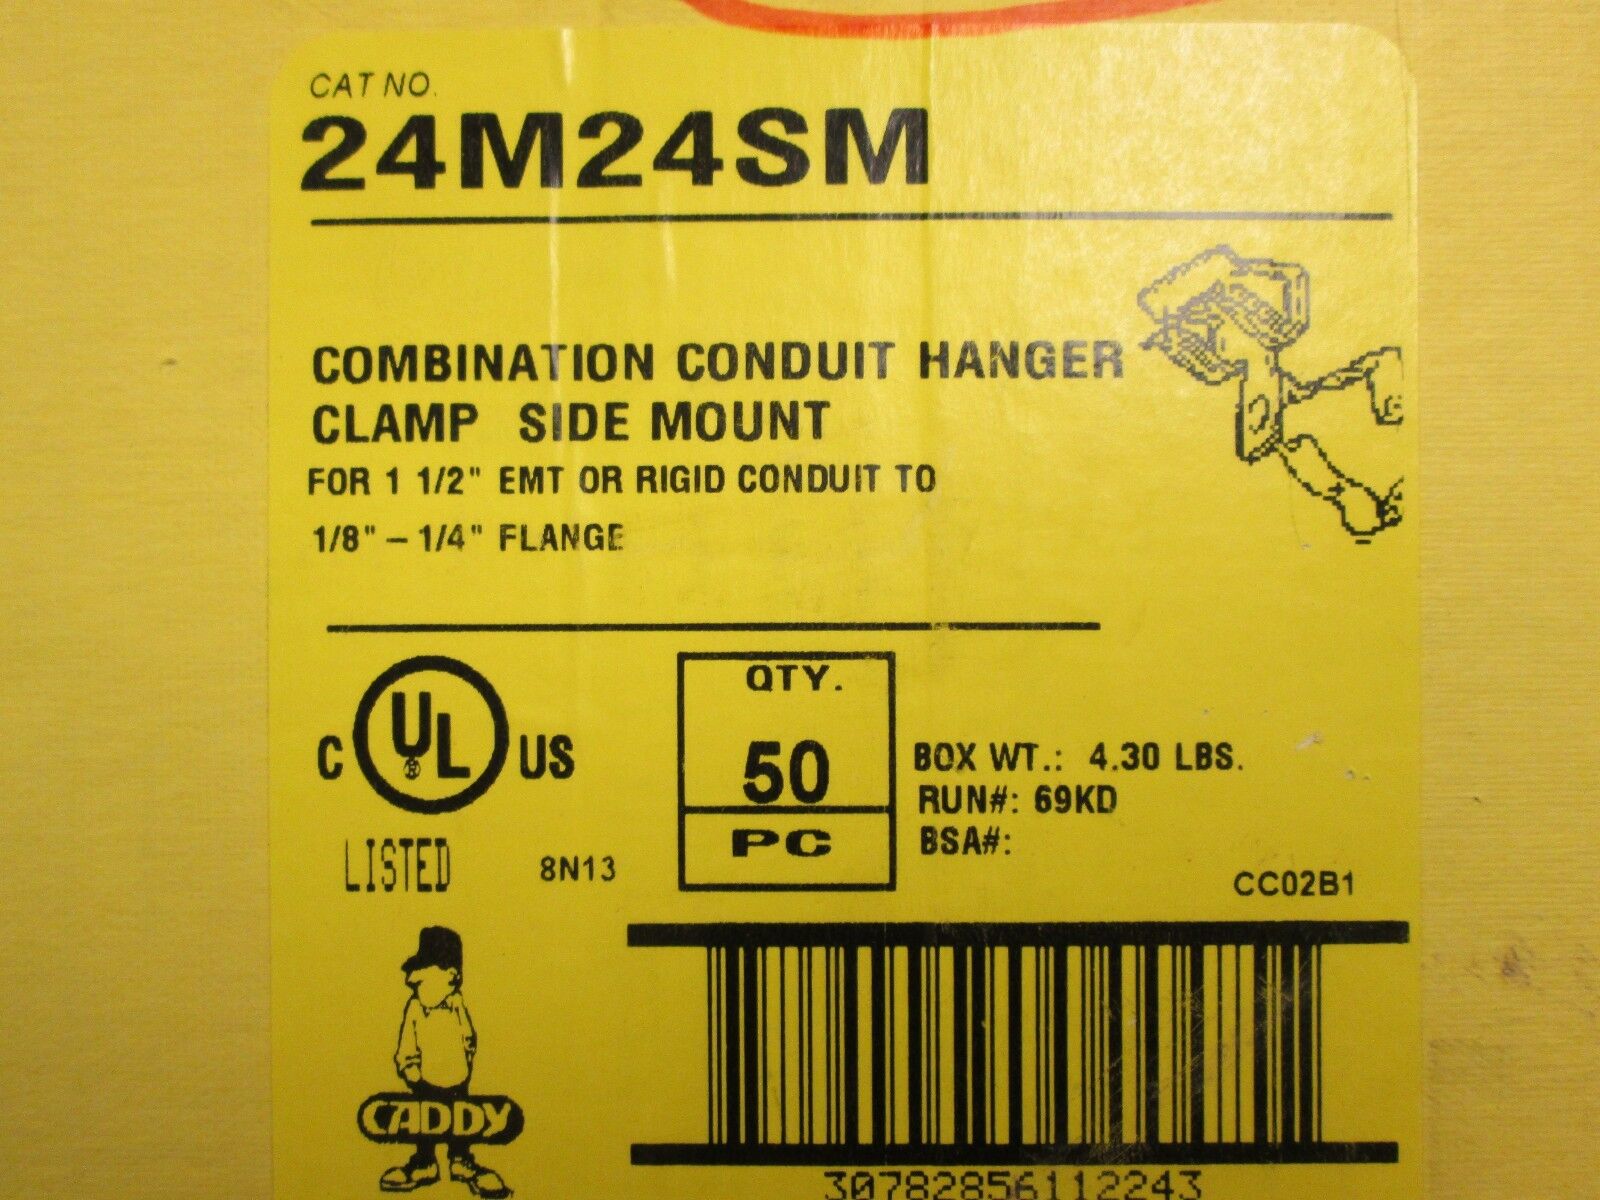 CAT NO.
24M24SM
COMBINATION CONDUIT HANGER
CLAMP SIDE MOUNT
FOR 1 1/2" EMT OR RIGID CONDUIT TO
1/8" – 1/4" FLANGE
C UL US
LISTED
8N13
QTY.
50
PC
BOX WT.: 4.30 LBS.
RUN#: 69KD
BSA#:
CC02B1
CADDY
30782856112243